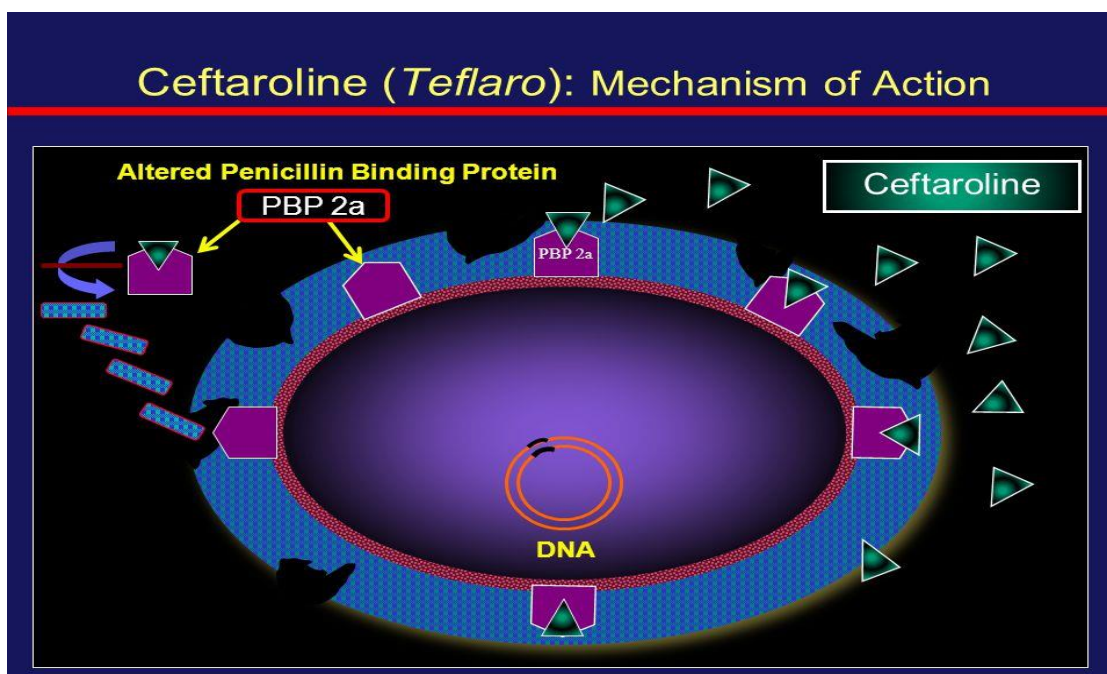 Ceftaroline (Teflaro): Mechanism of Action
Altered Penicillin Binding Protein
PBP 2a
Ceftaroline
PBP 2a
DNA